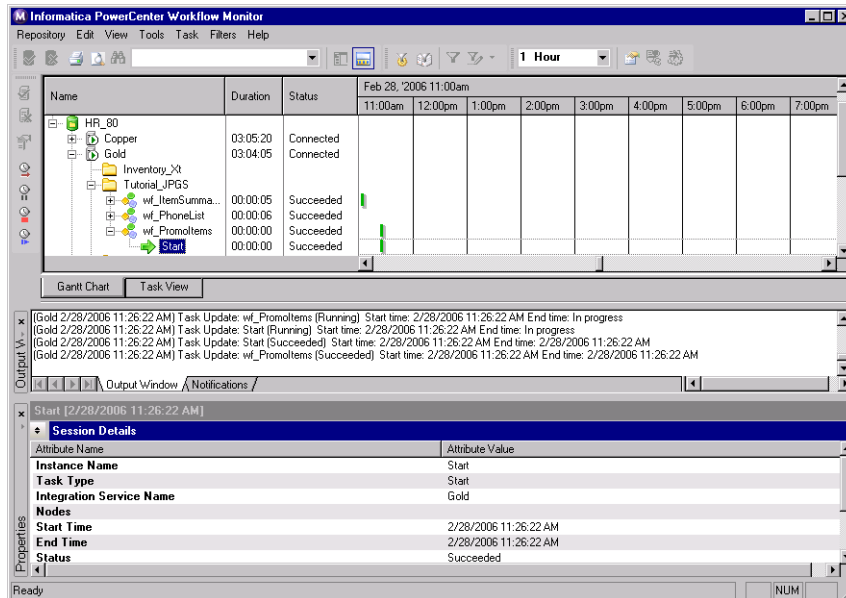 Informatica PowerCenter Workflow Monitor
Repository Edit View Tools Task Filters Help
1 Hour
Name Duration Status Feb 28, '2006 11:00am
11:00am 12:00pm 1:00pm 2:00pm 3:00pm 4:00pm 5:00pm 6:00pm 7:00pm
HR_80
Copper 03:05:20 Connected
Gold 03:04:05 Connected
Inventory_Xt
Tutorial_JPGS
wf_ItemSumma... 00:00:05 Succeeded
wf_PhoneList 00:00:06 Succeeded
wf_PromoItems 00:00:00 Succeeded
Start 00:00:00 Succeeded
Gantt Chart Task View
(Gold 2/28/2006 11:26:22 AM) Task Update: wf_PromoItems (Running) Start time: 2/28/2006 11:26:22 AM End time: In progress
(Gold 2/28/2006 11:26:22 AM) Task Update: Start (Running) Start time: 2/28/2006 11:26:22 AM End time: In progress
(Gold 2/28/2006 11:26:22 AM) Task Update: Start (Succeeded) Start time: 2/28/2006 11:26:22 AM End time: 2/28/2006 11:26:22 AM
(Gold 2/28/2006 11:26:22 AM) Task Update: wf_PromoItems (Succeeded) Start time: 2/28/2006 11:26:22 AM End time: 2/28/2006 11:26:22 AM
Output Window Notifications
Start [2/28/2006 11:26:22 AM]
Session Details
Attribute Name Attribute Value
Instance Name Start
Task Type Start
Integration Service Name Gold
Nodes
Start Time 2/28/2006 11:26:22 AM
End Time 2/28/2006 11:26:22 AM
Status Succeeded
Properties
Ready NUM